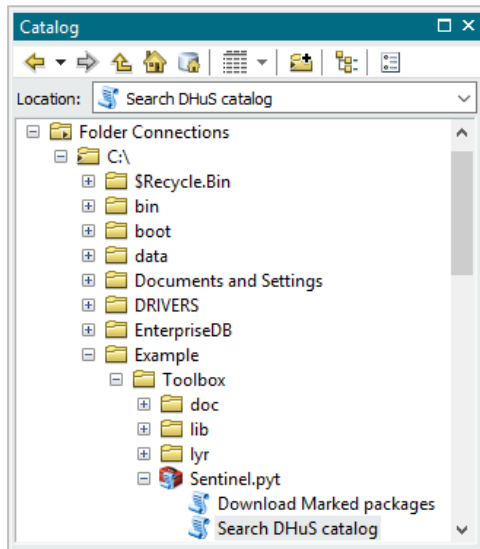 Catalog
Location: Search DHuS catalog
Folder Connections
C:\
$Recycle.Bin
bin
boot
data
Documents and Settings
DRIVERS
EnterpriseDB
Example
Toolbox
doc
lib
lyr
Sentinel.pyt
Download Marked packages
Search DHuS catalog